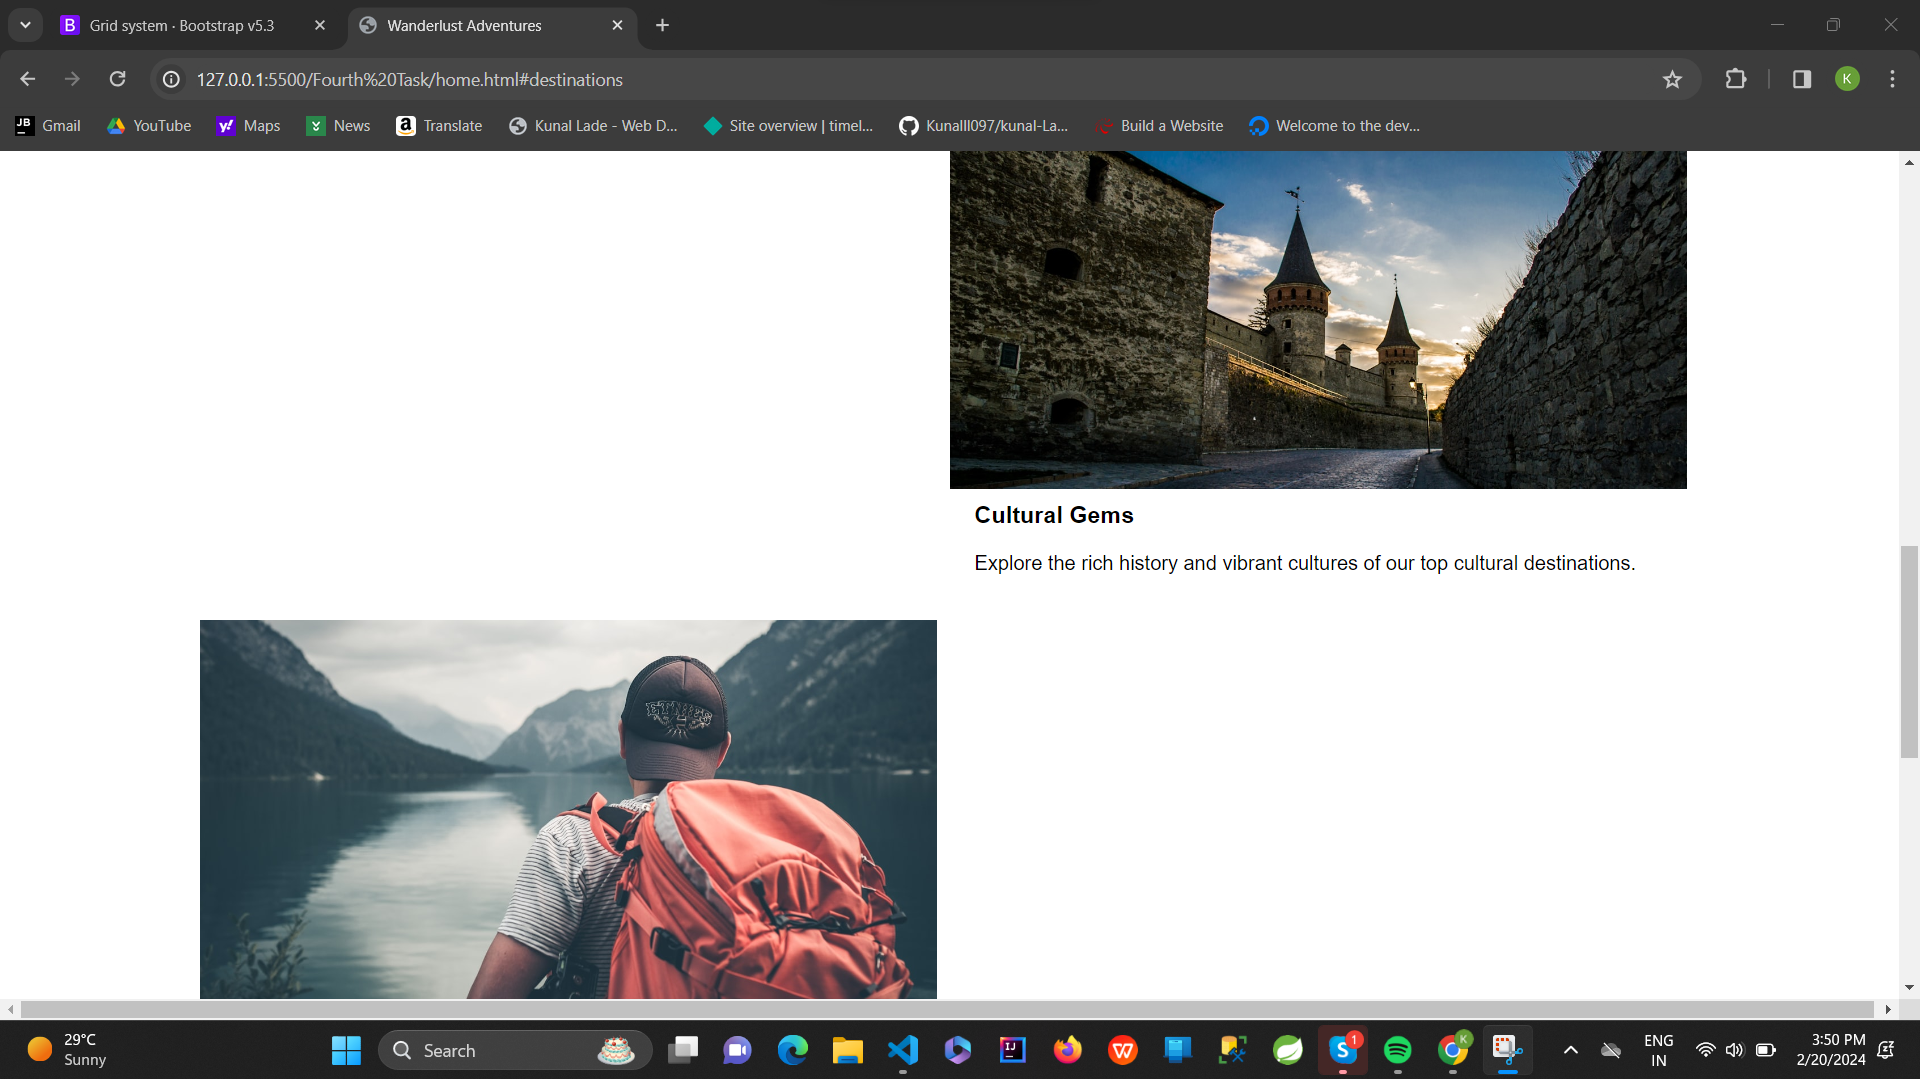 Grid system · Bootstrap v5.3
Wanderlust Adventures
127.0.0.1:5500/Fourth%20Task/home.html#destinations
K
Gmail
YouTube
Maps
News
Translate
Kunal Lade - Web D...
Site overview | timel...
Kunalll097/kunal-La...
Build a Website
Welcome to the dev...
Cultural Gems
Explore the rich history and vibrant cultures of our top cultural destinations.
29°C
Sunny
Search
1
K
ENG
IN
3:50 PM
2/20/2024